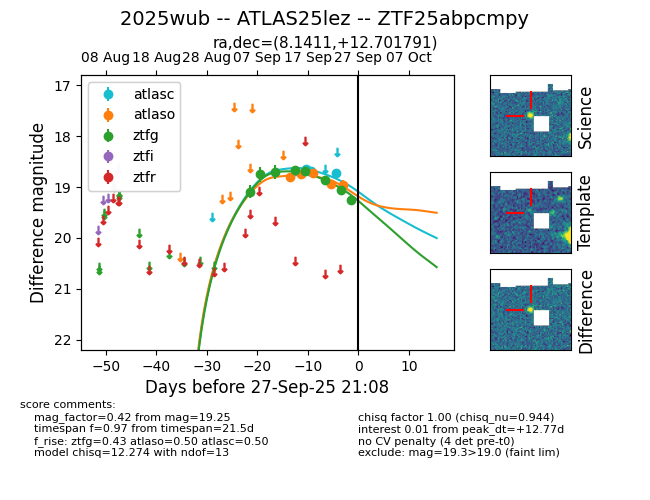 2025wub -- ATLAS25lez -- ZTF25abpcmpy
ra,dec=(8.1411,+12.701791)
08 Aug 18 Aug 28 Aug 07 Sep 17 Sep 27 Sep 07 Oct
17
18
19
20
21
22
Difference magnitude
atlasc
atlaso
ztfg
ztfi
ztfr
−50 −40 −30 −20 −10 0 10
Days before 27-Sep-25 21:08
Science
Template
Difference
score comments:
mag_factor=0.42 from mag=19.25
timespan f=0.97 from timespan=21.5d
f_rise: ztfg=0.43 atlaso=0.50 atlasc=0.50
model chisq=12.274 with ndof=13
chisq factor 1.00 (chisq_nu=0.944)
interest 0.01 from peak_dt=+12.77d
no CV penalty (4 det pre-t0)
exclude: mag=19.3>19.0 (faint lim)